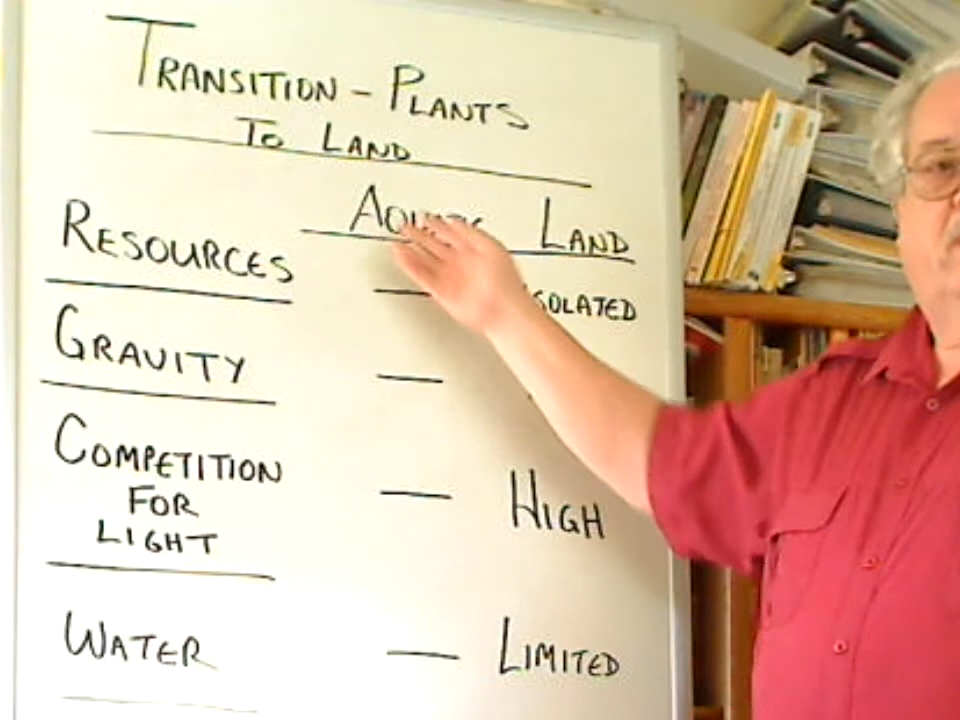 TRANSITION - PLANTS
TO LAND
LAND
RESOURCES —
GRAVITY —
COMPETITION — HIGH
FOR
LIGHT
WATER — LIMITED